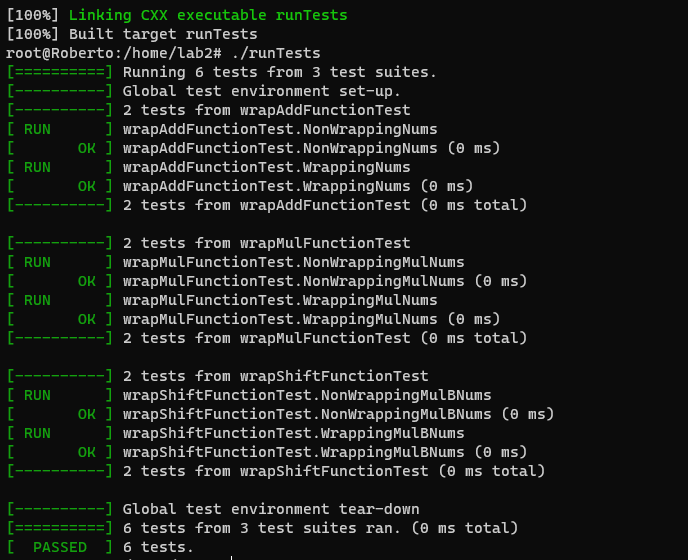 [100%] Linking CXX executable runTests
[100%] Built target runTests
root@Roberto:/home/lab2# ./runTests
[==========] Running 6 tests from 3 test suites.
[----------] Global test environment set-up.
[----------] 2 tests from wrapAddFunctionTest
[ RUN      ] wrapAddFunctionTest.NonWrappingNums
[       OK ] wrapAddFunctionTest.NonWrappingNums (0 ms)
[ RUN      ] wrapAddFunctionTest.WrappingNums
[       OK ] wrapAddFunctionTest.WrappingNums (0 ms)
[----------] 2 tests from wrapAddFunctionTest (0 ms total)

[----------] 2 tests from wrapMulFunctionTest
[ RUN      ] wrapMulFunctionTest.NonWrappingMulNums
[       OK ] wrapMulFunctionTest.NonWrappingMulNums (0 ms)
[ RUN      ] wrapMulFunctionTest.WrappingMulNums
[       OK ] wrapMulFunctionTest.WrappingMulNums (0 ms)
[----------] 2 tests from wrapMulFunctionTest (0 ms total)

[----------] 2 tests from wrapShiftFunctionTest
[ RUN      ] wrapShiftFunctionTest.NonWrappingMulBNums
[       OK ] wrapShiftFunctionTest.NonWrappingMulBNums (0 ms)
[ RUN      ] wrapShiftFunctionTest.WrappingMulBNums
[       OK ] wrapShiftFunctionTest.WrappingMulBNums (0 ms)
[----------] 2 tests from wrapShiftFunctionTest (0 ms total)

[----------] Global test environment tear-down
[==========] 6 tests from 3 test suites ran. (0 ms total)
[  PASSED  ] 6 tests.